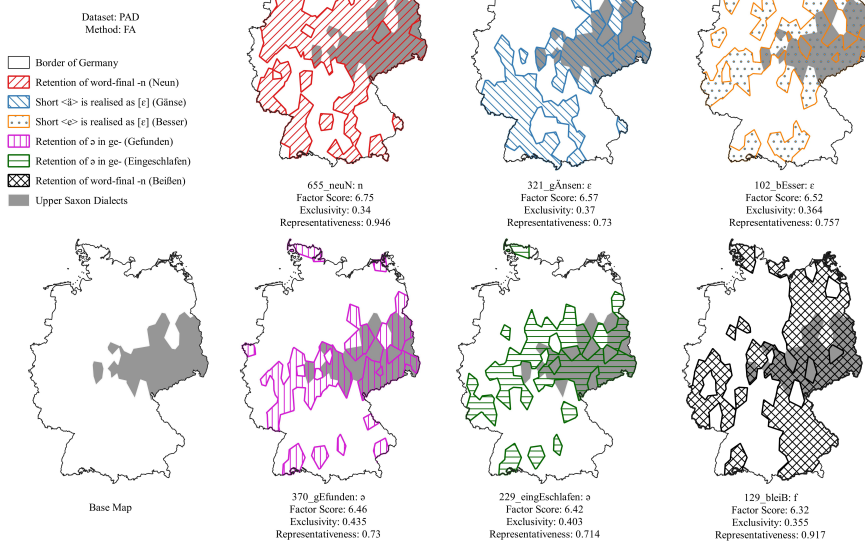 Dataset: PAD
Method: FA
Border of Germany
Retention of word-final -n (Neun)
Short <ä> is realised as [ɛ] (Gänse)
Short <e> is realised as [ɛ] (Besser)
Retention of ə in ge- (Gefunden)
Retention of ə in ge- (Eingeschlafen)
Retention of word-final -n (Beißen)
Upper Saxon Dialects
655_neuN: n
Factor Score: 6.75
Exclusivity: 0.34
Representativeness: 0.946
321_gÄnsen: ɛ
Factor Score: 6.57
Exclusivity: 0.37
Representativeness: 0.73
102_bEsser: ɛ
Factor Score: 6.52
Exclusivity: 0.364
Representativeness: 0.757
Base Map
370_gEfunden: ə
Factor Score: 6.46
Exclusivity: 0.435
Representativeness: 0.73
229_eingEschlafen: ə
Factor Score: 6.42
Exclusivity: 0.403
Representativeness: 0.714
129_bleiB: f
Factor Score: 6.32
Exclusivity: 0.355
Representativeness: 0.917